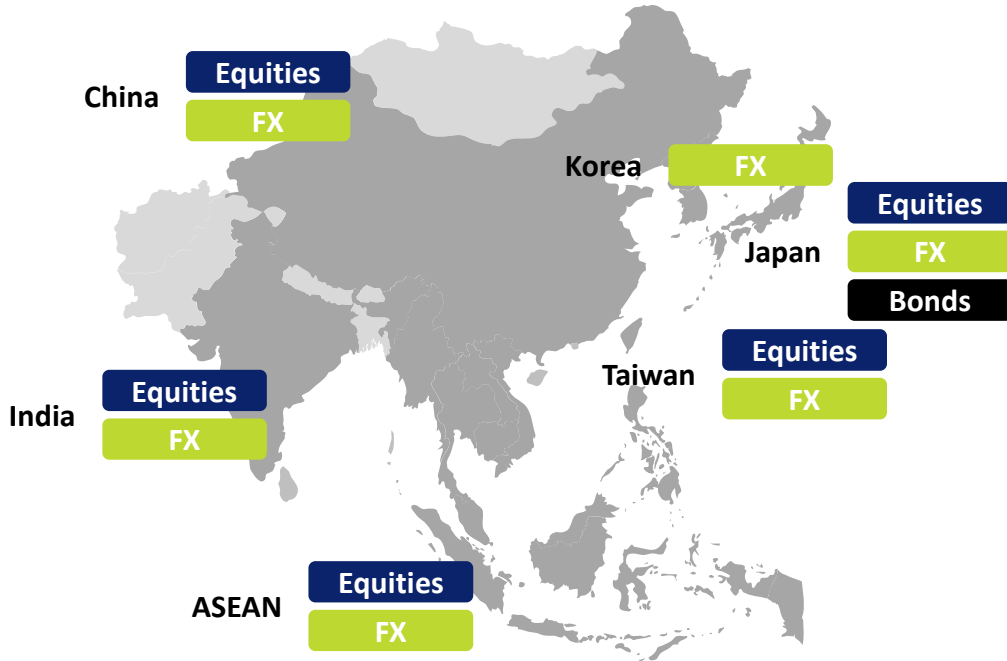 China
Equities
FX
Korea
FX
Japan
Equities
FX
Bonds
Taiwan
Equities
FX
India
Equities
FX
ASEAN
Equities
FX